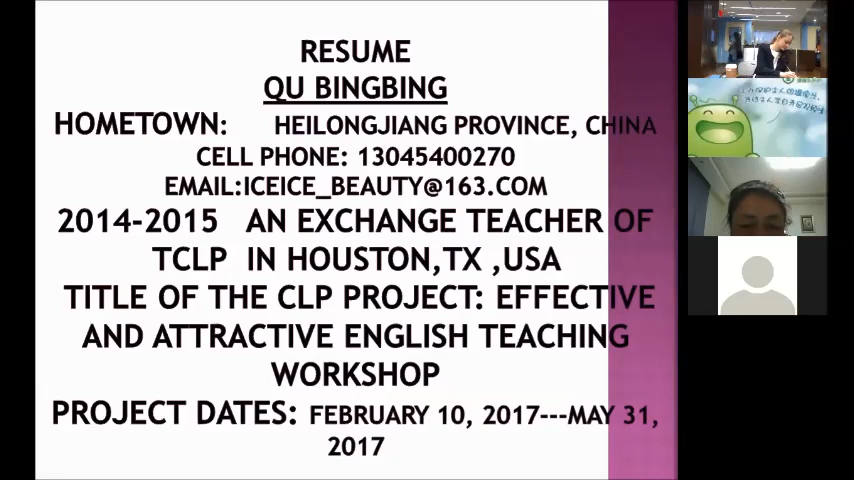 RESUME
QU BINGBING
HOMETOWN: HEILONGJIANG PROVINCE, CHINA
CELL PHONE: 13045400270
EMAIL:ICEICE_BEAUTY@163.COM
2014-2015 AN EXCHANGE TEACHER OF
TCLP IN HOUSTON,TX ,USA
TITLE OF THE CLP PROJECT: EFFECTIVE
AND ATTRACTIVE ENGLISH TEACHING
WORKSHOP
PROJECT DATES: FEBRUARY 10, 2017---MAY 31,
2017